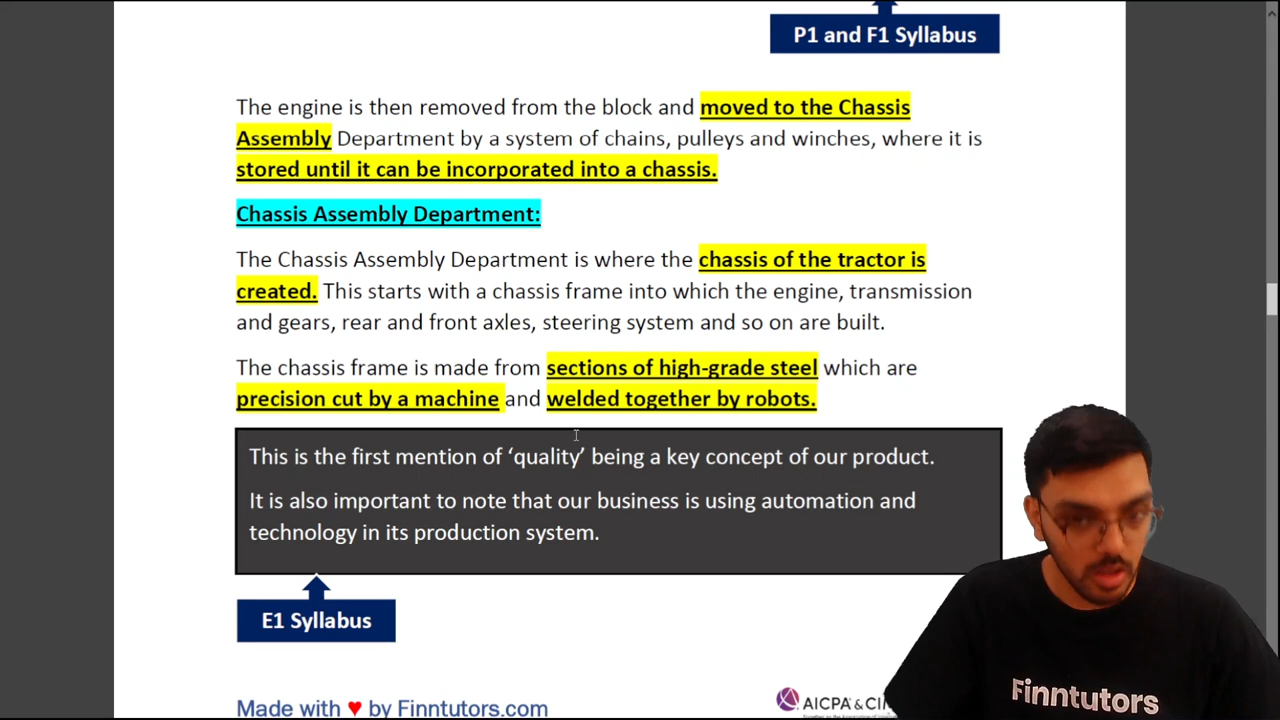 P1 and F1 Syllabus
The engine is then removed from the block and moved to the Chassis
Assembly Department by a system of chains, pulleys and winches, where it is
stored until it can be incorporated into a chassis.
Chassis Assembly Department:
The Chassis Assembly Department is where the chassis of the tractor is
created. This starts with a chassis frame into which the engine, transmission
and gears, rear and front axles, steering system and so on are built.
The chassis frame is made from sections of high-grade steel which are
precision cut by a machine and welded together by robots.
This is the first mention of ‘quality’ being a key concept of our product.
It is also important to note that our business is using automation and
technology in its production system.
E1 Syllabus
Made with ♥ by Finntutors.com
AICPA & CI
Finntutors